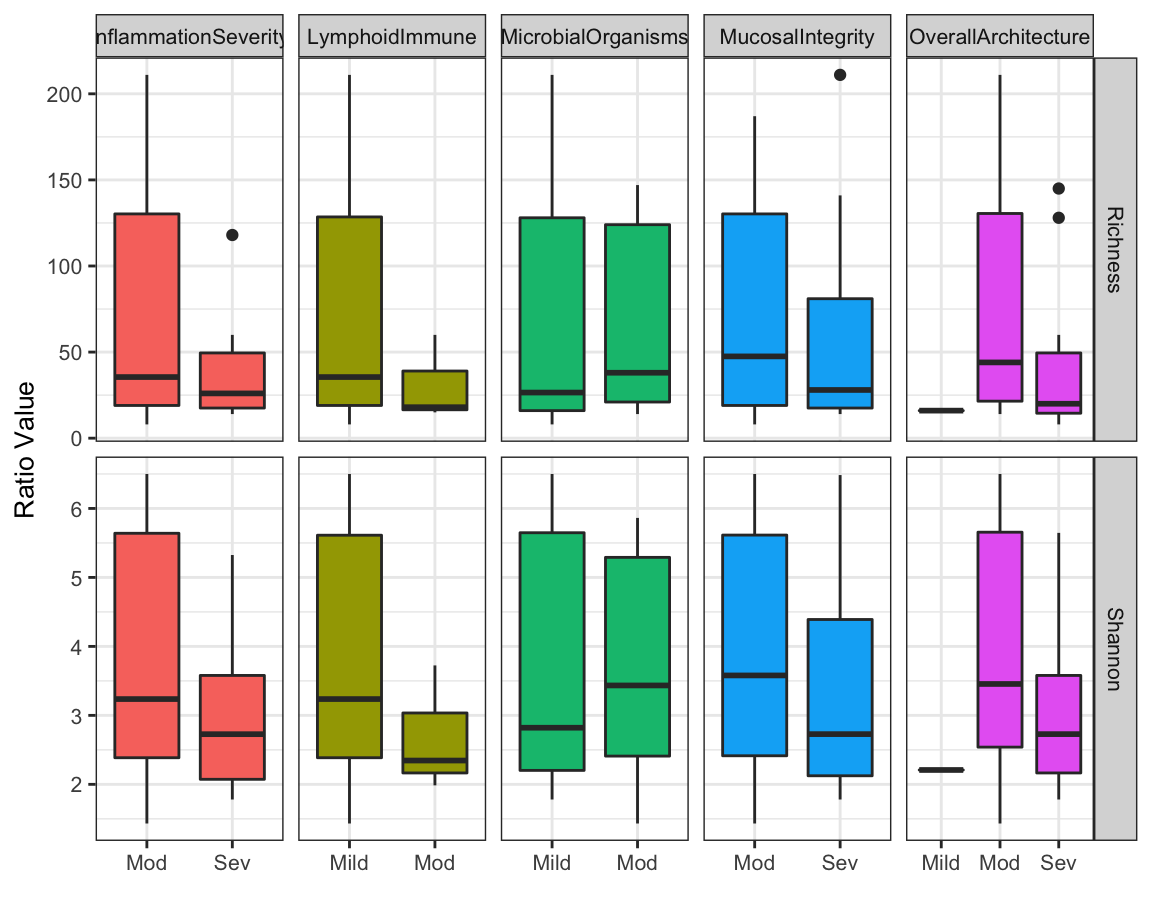 nflammationSeverity LymphoidImmune MicrobialOrganisms MucosalIntegrity OverallArchitecture
Ratio Value
200
150
100
50
0
Richness
6
5
4
3
2
Shannon
Mod Sev Mild Mod Mild Mod Mod Sev Mild Mod Sev